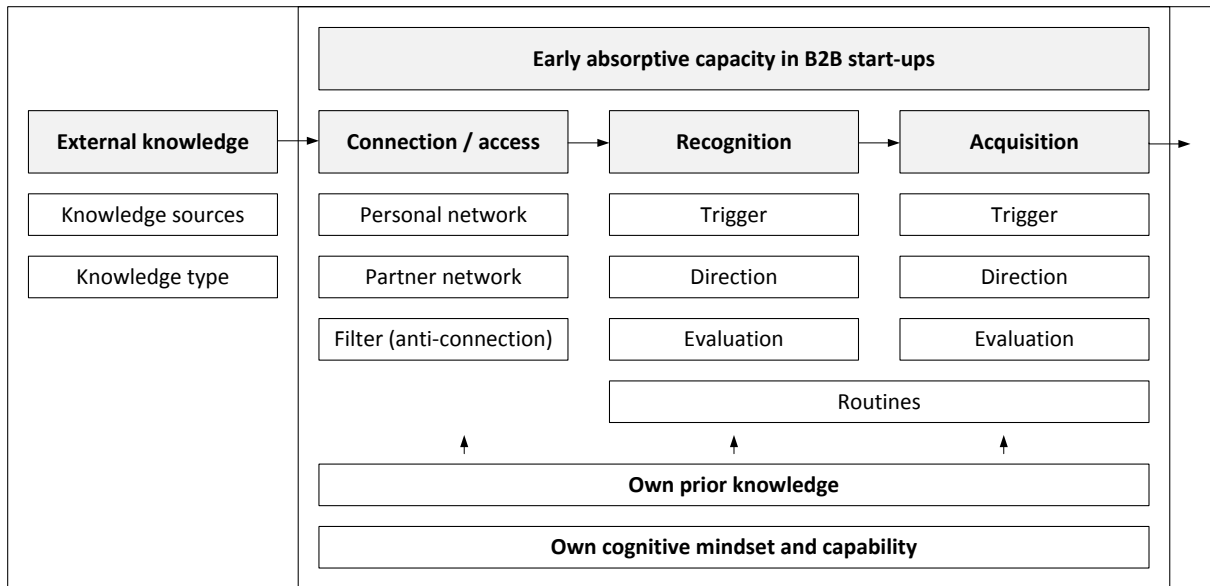 Early absorptive capacity in B2B start-ups
External knowledge
Connection / access
Recognition
Acquisition
Knowledge sources
Personal network
Trigger
Trigger
Knowledge type
Partner network
Direction
Direction
Filter (anti-connection)
Evaluation
Evaluation
Routines
Own prior knowledge
Own cognitive mindset and capability